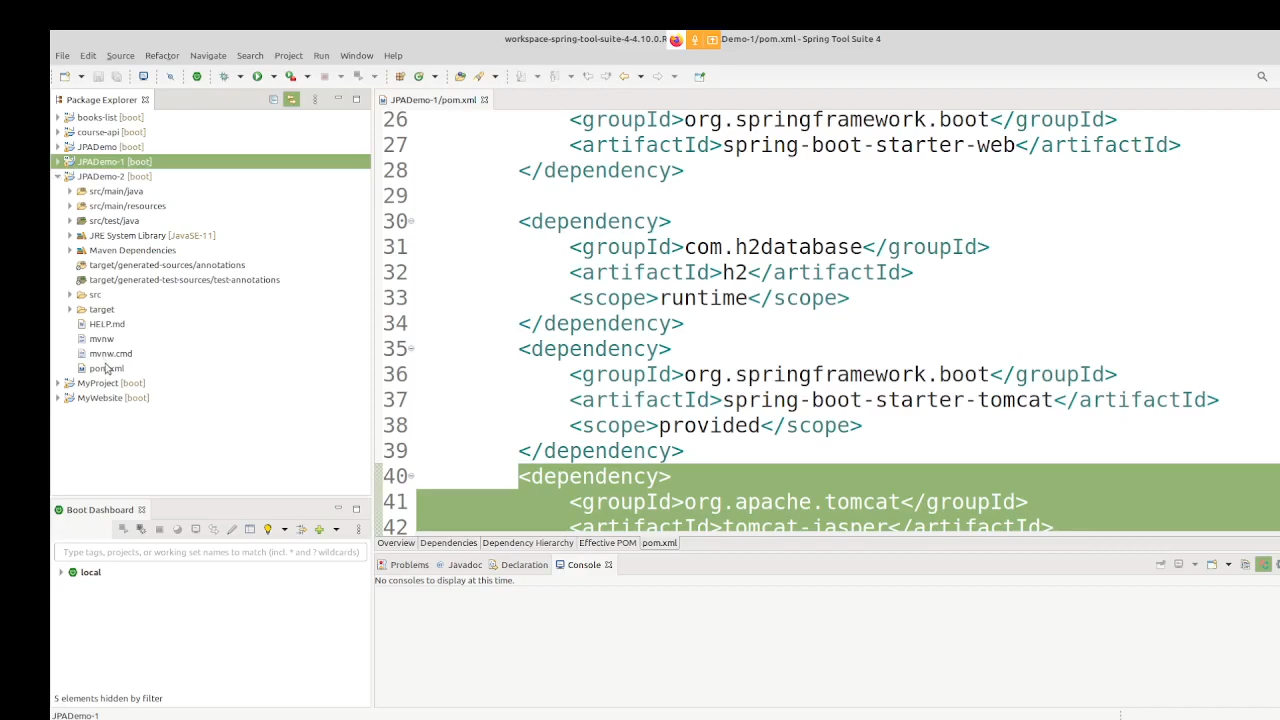 workspace-spring-tool-suite-4-4.10.0.R Demo-1/pom.xml - Spring Tool Suite 4
File Edit Source Refactor Navigate Search Project Run Window Help
Package Explorer
books-list [boot]
course-api [boot]
JPADemo [boot]
JPADemo-1 [boot]
JPADemo-2 [boot]
src/main/java
src/main/resources
src/test/java
JRE System Library [JavaSE-11]
Maven Dependencies
target/generated-sources/annotations
target/generated-test-sources/test-annotations
src
target
HELP.md
mvnw
mvnw.cmd
pom.xml
MyProject [boot]
MyWebsite [boot]
JPADemo-1/pom.xml
26 <groupId>org.springframework.boot</groupId>
27 <artifactId>spring-boot-starter-web</artifactId>
28 </dependency>
29
30 <dependency>
31 <groupId>com.h2database</groupId>
32 <artifactId>h2</artifactId>
33 <scope>runtime</scope>
34 </dependency>
35 <dependency>
36 <groupId>org.springframework.boot</groupId>
37 <artifactId>spring-boot-starter-tomcat</artifactId>
38 <scope>provided</scope>
39 </dependency>
40 <dependency>
41 <groupId>org.apache.tomcat</groupId>
42 <artifactId>tomcat-jasper</artifactId>
Overview Dependencies Dependency Hierarchy Effective POM pom.xml
Boot Dashboard
Type tags, projects, or working set names to match (incl. * and ? wildcards)
local
5 elements hidden by filter
Problems Javadoc Declaration Console
No consoles to display at this time.
JPADemo-1